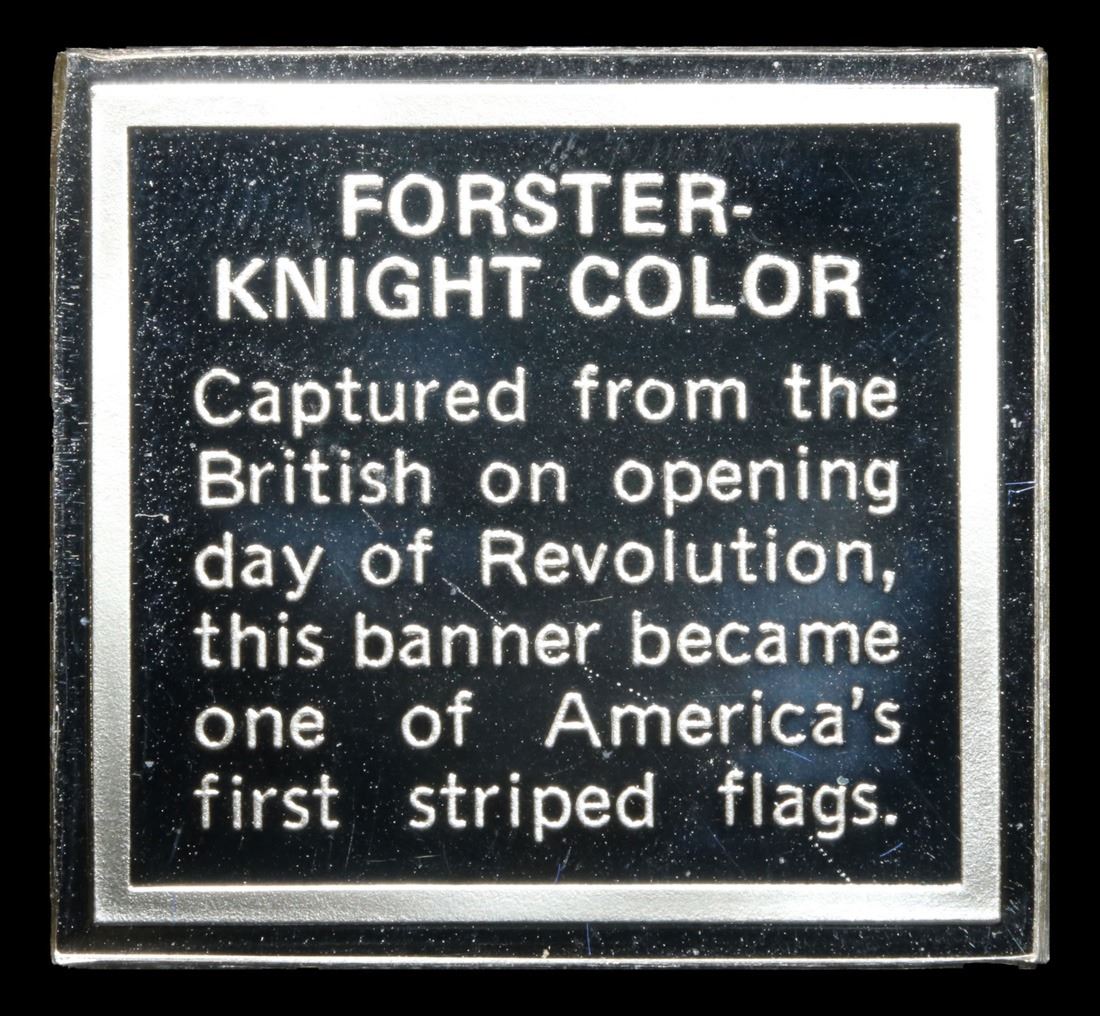 FORSTER-
KNIGHT COLOR
Captured from the
British on opening
day of Revolution,
this banner became
one of America's
first striped flags.